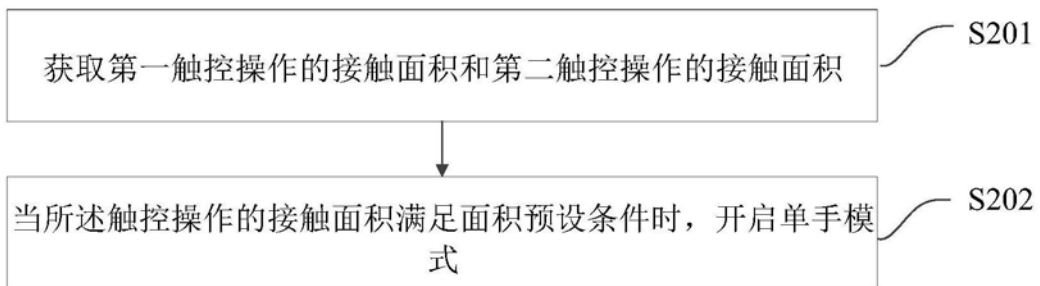 S201
获取第一触控操作的接触面积和第二触控操作的接触面积
S202
当所述触控操作的接触面积满足面积预设条件时，开启单手模
式